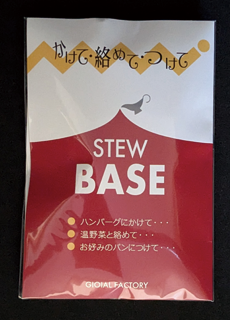 かけて・絡めて・つけて
STEW
BASE
ハンバーグにかけて・・・
温野菜と絡めて・・・
お好みのパンにつけて・・・
GIOIAL FACTORY